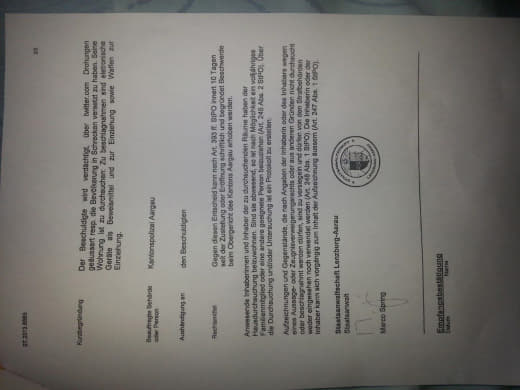 2/2
ST.2013.8665
Kurzbegründung
Der Beschuldigte wird verdächtigt, über twitter.com Drohungen
geäussert resp. die Bevölkerung in Schrecken versetzt zu haben. Seine
Wohnung ist zu durchsuchen. Zu beschlagnahmen sind elektronische
Geräte als Beweismittel und zur Einziehung sowie Waffen zur
Einziehung.
Beauftragte Behörde
oder Person
Kantonspolizei Aargau
Aushändigung an
den Beschuldigten
Rechtsmittel
Gegen diesen Entscheid kann nach Art. 393 ff. StPO innert 10 Tagen
seit der Zustellung oder Eröffnung schriftlich und begründet Beschwerde
beim Obergericht des Kantons Aargau erhoben werden.
Anwesende Inhaberinnen und Inhaber der zu durchsuchenden Räume haben der
Hausdurchsuchung beizuwohnen. Sind sie abwesend, so ist nach Möglichkeit ein volljähriges
Familienmitglied oder eine andere geeignete Person beizuziehen (Art. 245 Abs. 2 StPO). Über
die Durchsuchung und/oder Untersuchung ist ein Protokoll zu erstellen.
Aufzeichnungen und Gegenstände, die nach Angaben der Inhaberin oder des Inhabers wegen
eines Aussage- oder Zeugnisverweigerungsrechts oder aus anderen Gründen nicht durchsucht
oder beschlagnahmt werden dürfen, sind zu versiegeln und dürfen von den Strafbehörden
weder eingesehen noch verwendet werden (Art. 248 Abs. 1 StPO). Die Inhaberin oder der
Inhaber kann sich vorgängig zum Inhalt der Aufzeichnung äussern (Art. 247 Abs. 1 StPO).
Staatsanwaltschaft Lenzburg-Aarau
Staatsanwalt
Marco Spring
Empfangsbestätigung
Datum
Name